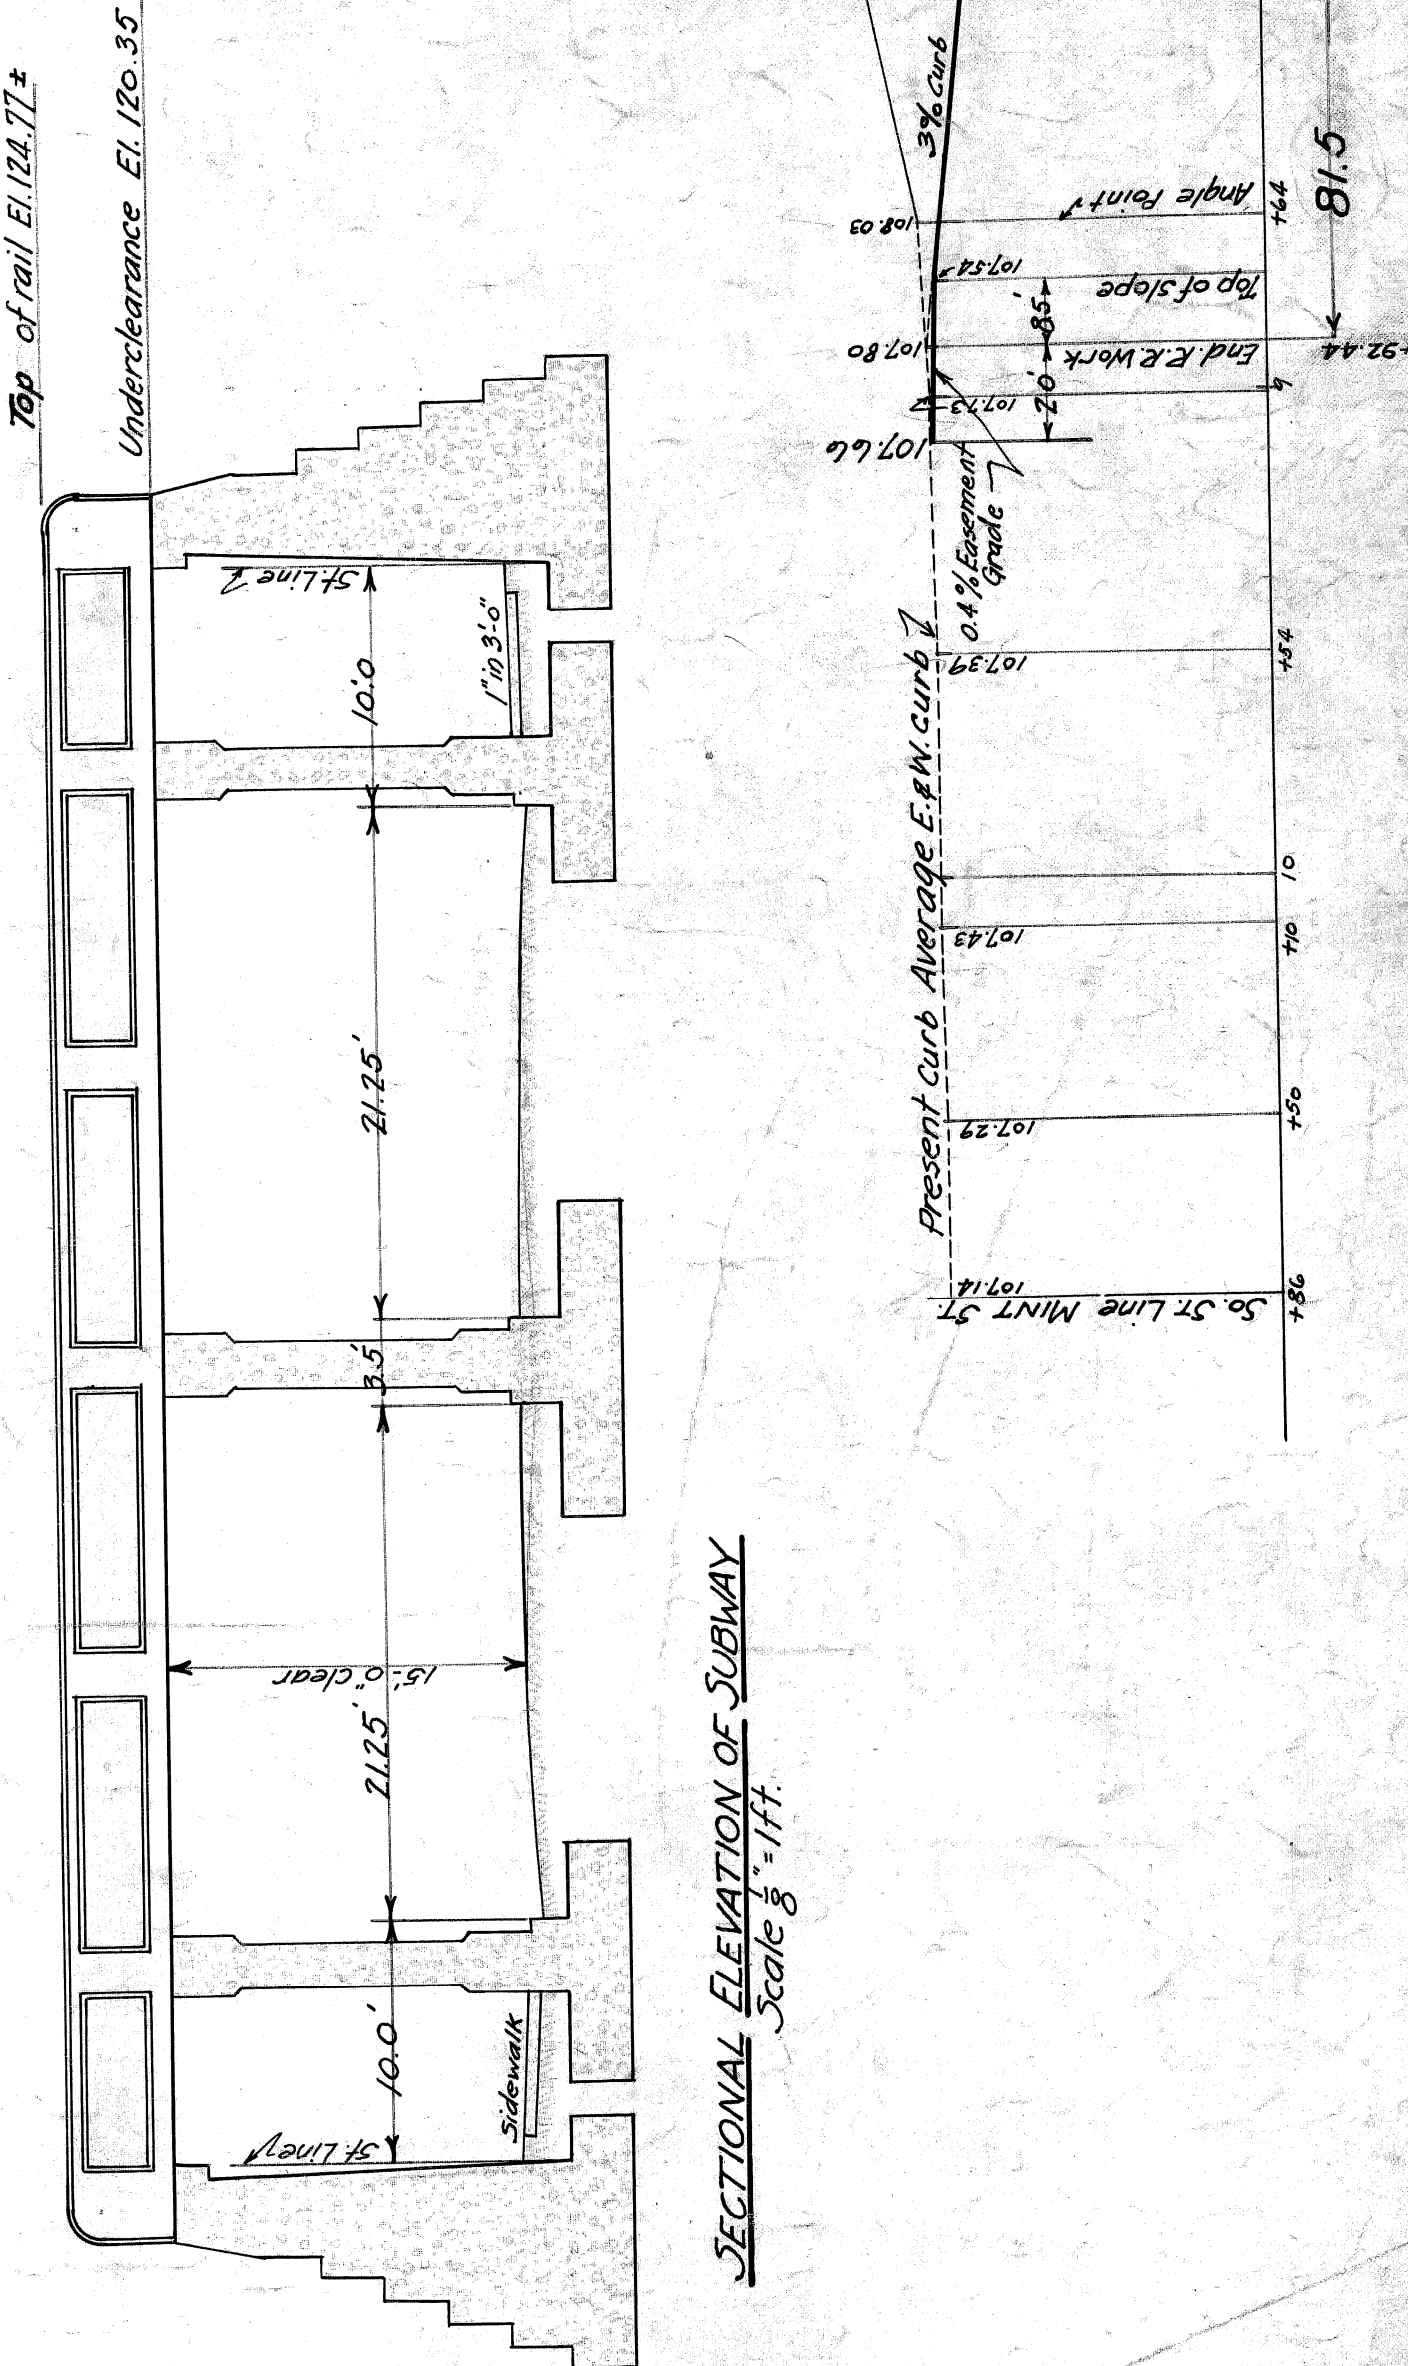 Top of rail El. 124.77±
Underclearance El. 120.35
St. Line
St. Line
10.0'
21.25'
3.5'
21.25'
10.0
15'-0" clear
Sidewalk
1" in 3'-0"
SECTIONAL ELEVATION OF SUBWAY
Scale 1/8" = 1ft.
Present Curb Average E. & W. curb
0.4% Easement
Grade
3% Curb
107.66
107.80
108.03
So. St. Line MINT ST.
107.14
107.29
107.43
107.39
107.73
107.54
20'
85'
End. R.R. Work
Top of Slope
Angle Point
+86
+50
+10
10
+54
9
+92.44
+64
81.5